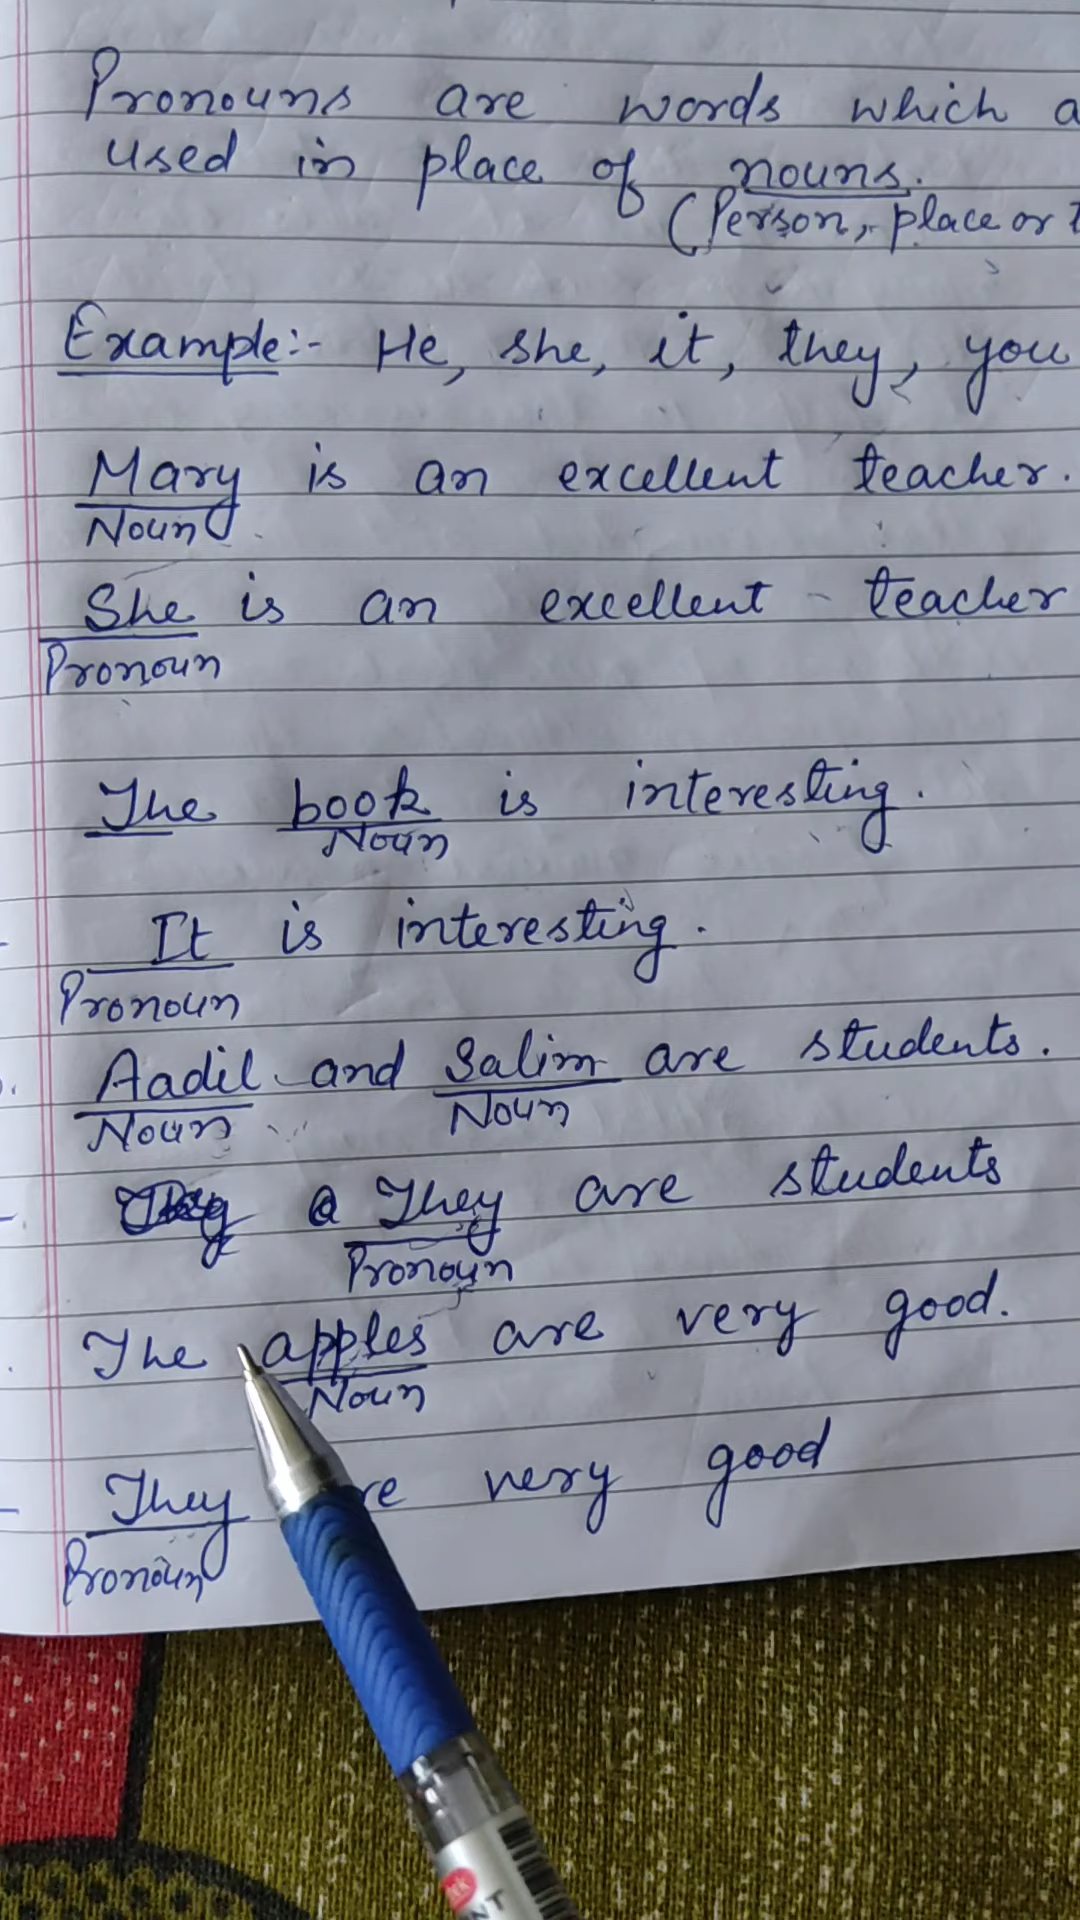 Pronouns are words which a
used in place of nouns.
(Person, place or
Example:- He, she, it, they, you
Mary is an excellent teacher.
Noun
She is an excellent teacher
Pronoun
The book is interesting.
Noun
It is interesting.
Pronoun
Aadil and Salim are students.
Noun Noun
They are students
Pronoun
The apples are very good.
Noun
They re very good
Pronoun